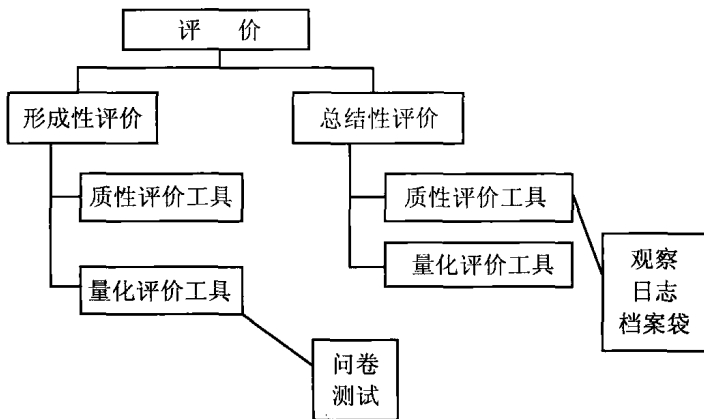 评 价
形成性评价
总结性评价
质性评价工具
质性评价工具
量化评价工具
量化评价工具
观察
日志
档案袋
问卷
测试